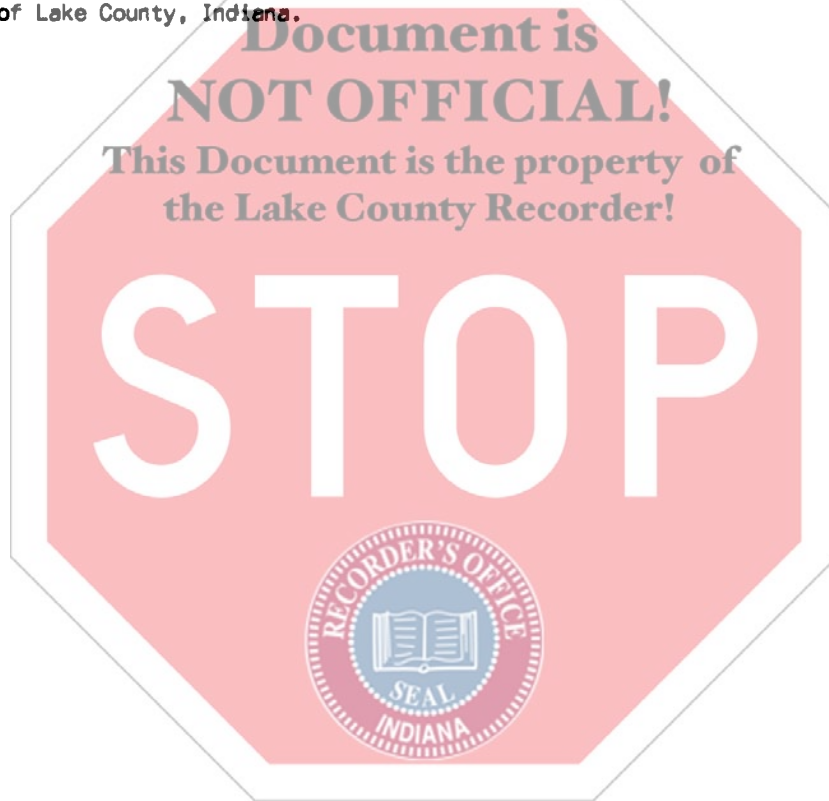 of Lake County, Indiana.
Document is
NOT OFFICIAL!
This Document is the property of
the Lake County Recorder!
STOP
RECORDER'S OFFICE
SEAL
INDIANA